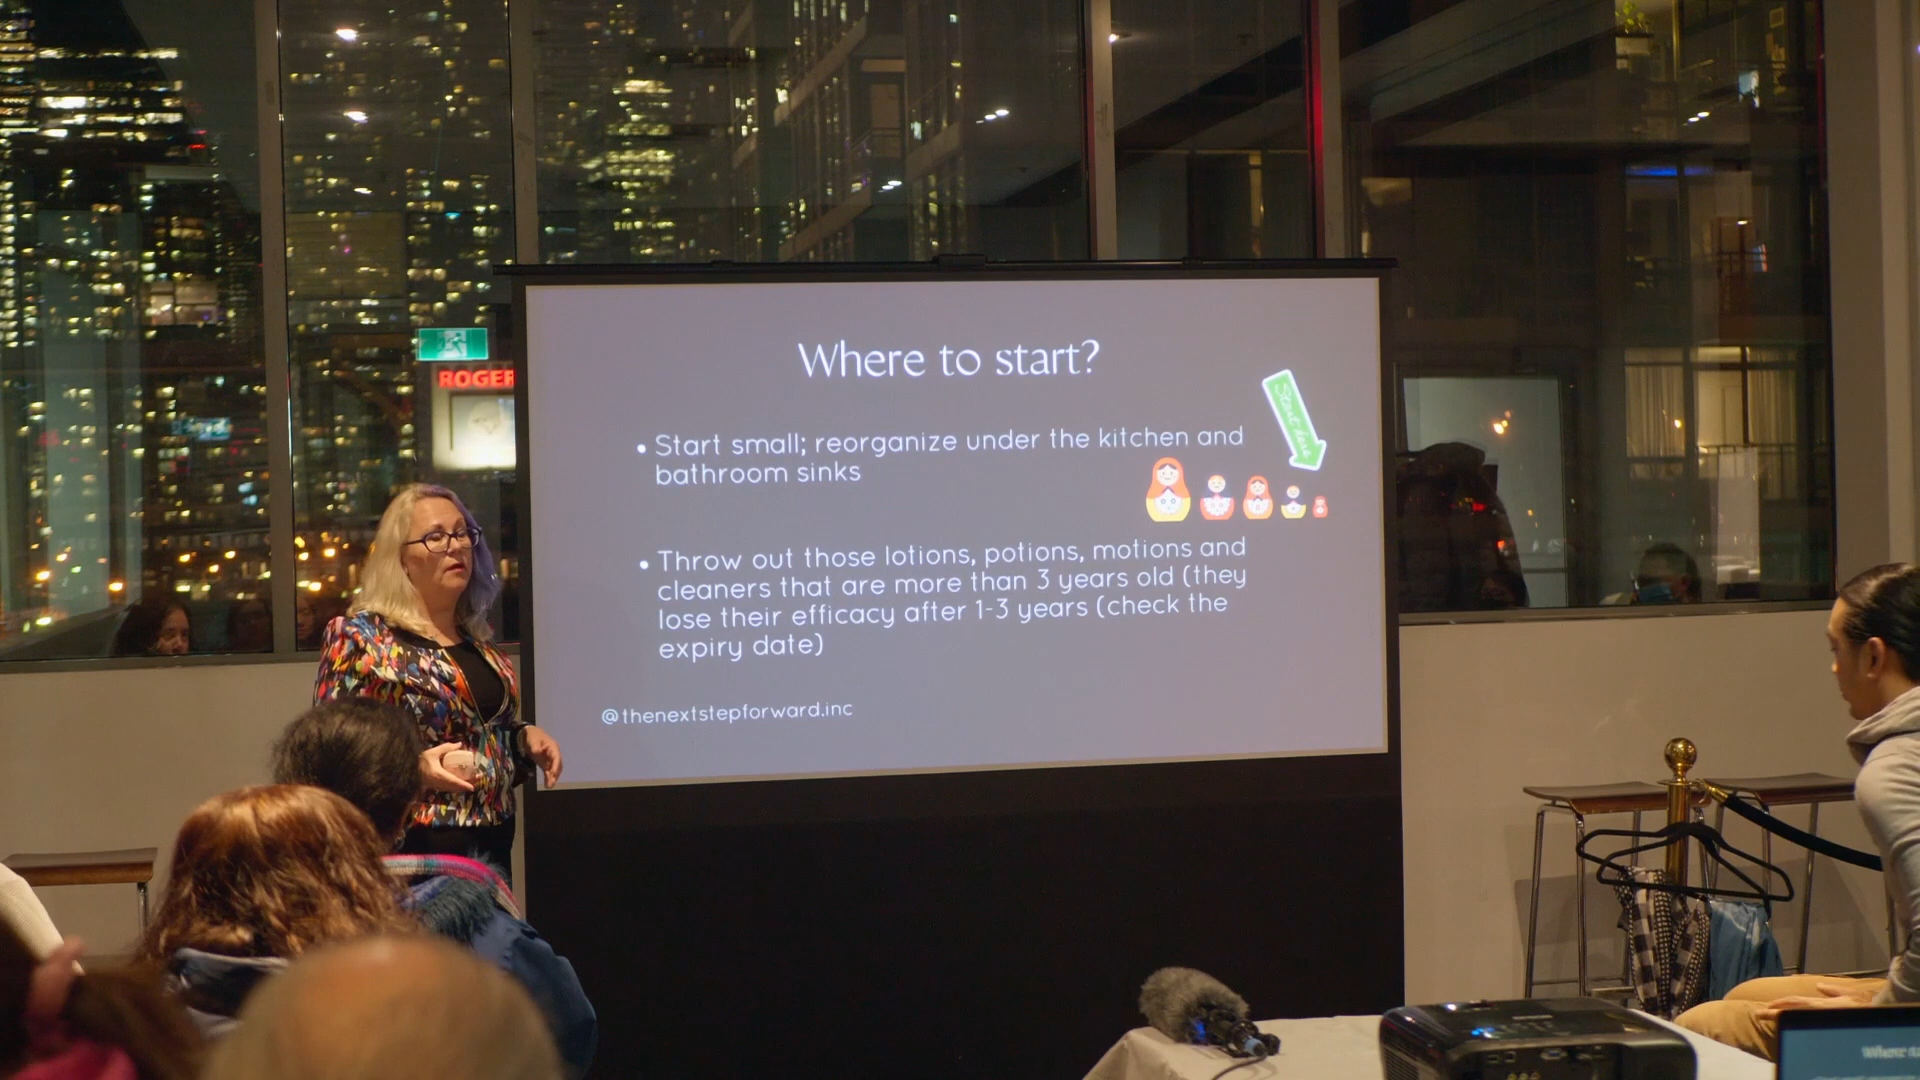 ROGER
Where to start?
Start here
• Start small; reorganize under the kitchen and
bathroom sinks
• Throw out those lotions, potions, motions and
cleaners that are more than 3 years old (they
lose their efficacy after 1-3 years (check the
expiry date)
@thenextstepforward.inc